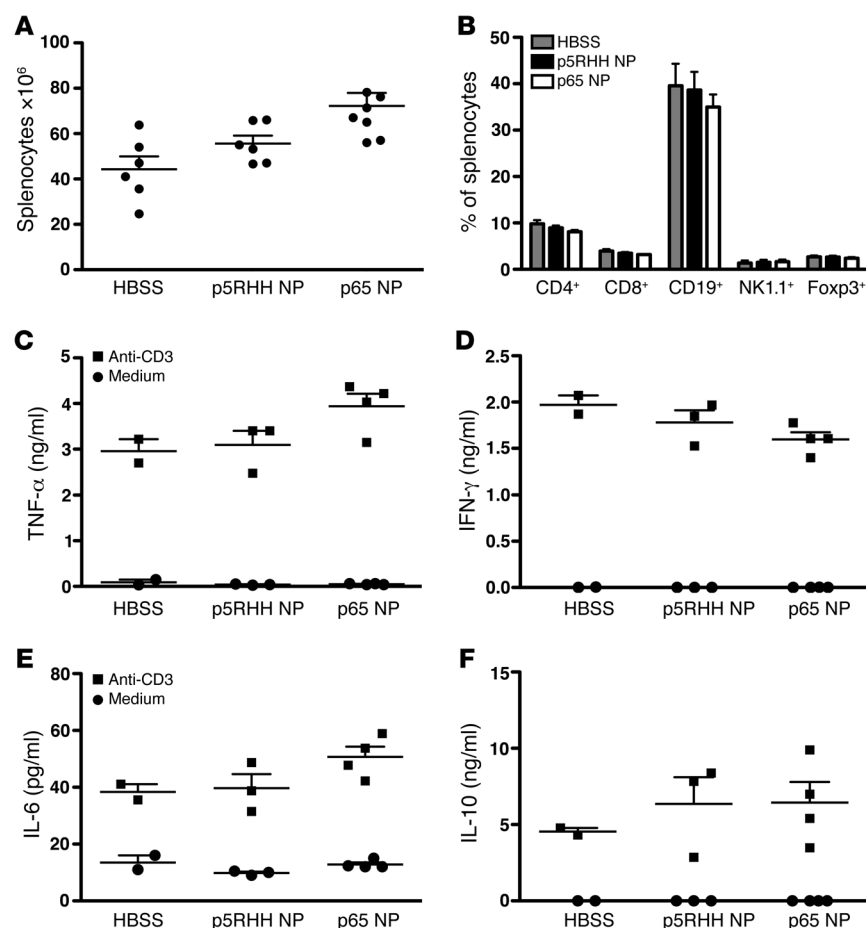 A
Splenocytes ×10⁶
100
80
60
40
20
0
HBSS
p5RHH NP
p65 NP
B
% of splenocytes
50
40
30
20
10
0
HBSS
p5RHH NP
p65 NP
CD4⁺
CD8⁺
CD19⁺
NK1.1⁺
Foxp3⁺
C
Anti-CD3
Medium
TNF-α (ng/ml)
5
4
3
2
1
0
HBSS
p5RHH NP
p65 NP
D
IFN-γ (ng/ml)
2.5
2.0
1.5
1.0
0.5
0.0
HBSS
p5RHH NP
p65 NP
E
Anti-CD3
Medium
IL-6 (pg/ml)
80
60
40
20
0
HBSS
p5RHH NP
p65 NP
F
IL-10 (ng/ml)
15
10
5
0
HBSS
p5RHH NP
p65 NP